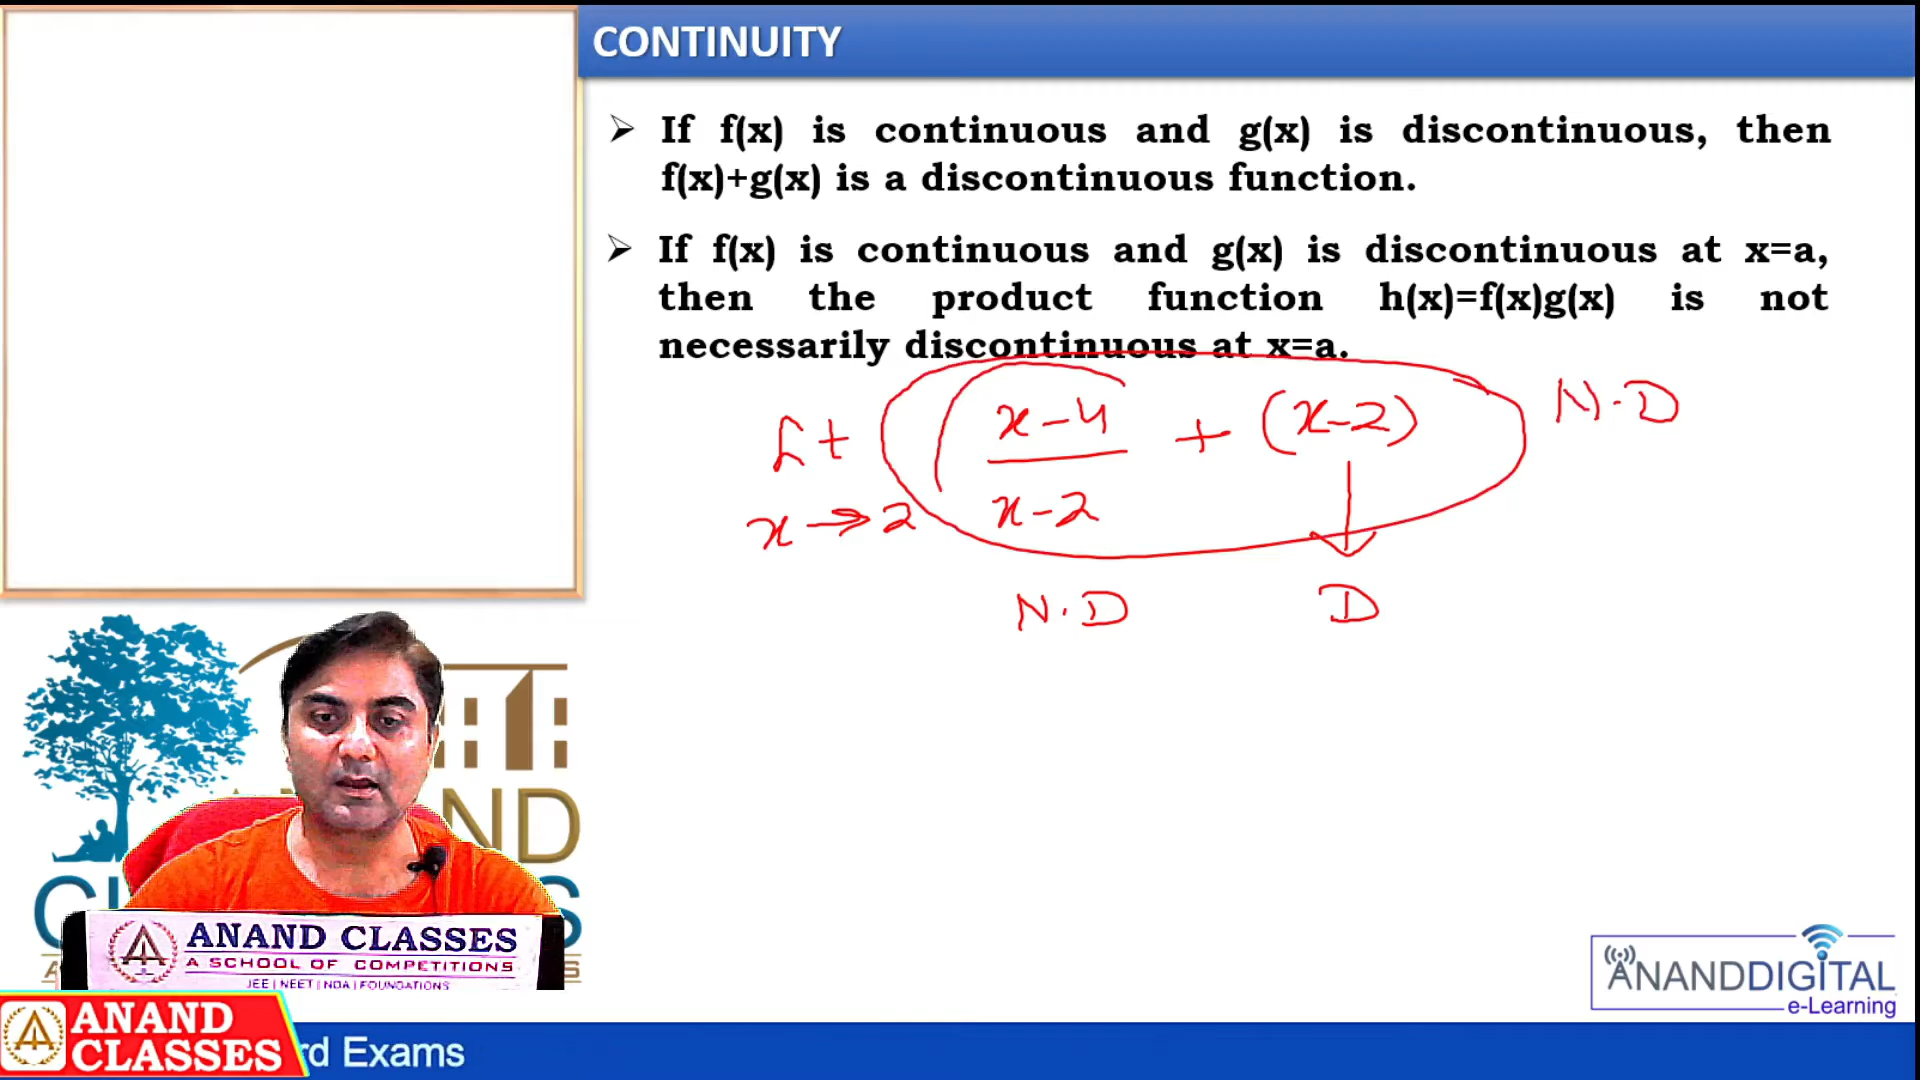 CONTINUITY
➢ If f(x) is continuous and g(x) is discontinuous, then
f(x)+g(x) is a discontinuous function.
➢ If f(x) is continuous and g(x) is discontinuous at x=a,
then the product function h(x)=f(x)g(x) is not
necessarily discontinuous at x=a.
Lt x→2 (x-4)/(x-2) + (x-2) N.D
N.D D
AND
ANAND CLASSES
A SCHOOL OF COMPETITIONS
JEE | NEET | NDA | FOUNDATIONS
ANANDDIGITAL
e-Learning
ANAND
CLASSES
rd Exams